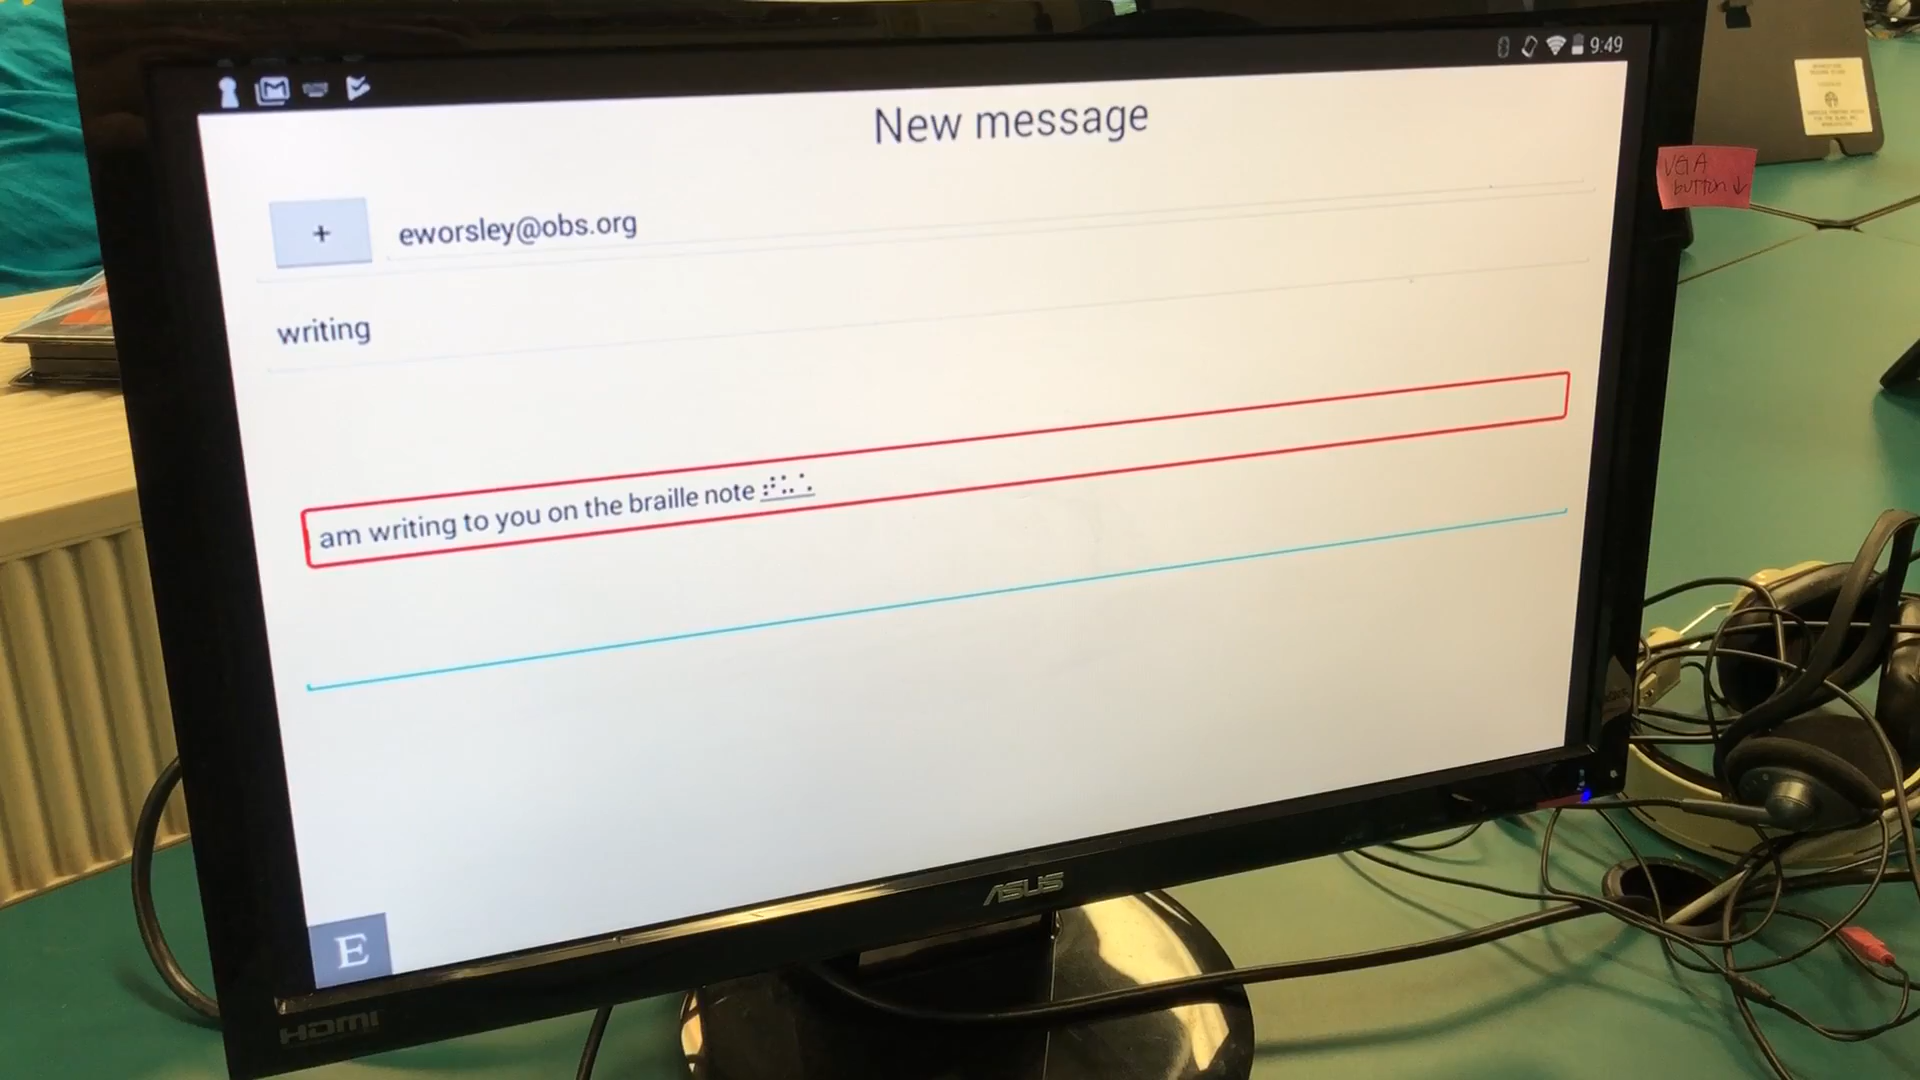 9:49
New message
+
eworsley@obs.org
writing
am writing to you on the braille note
E
ASUS
HDMI
VGA
button ↓